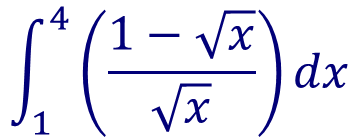 ∫₁⁴ ((1 − √x)/√x) dx